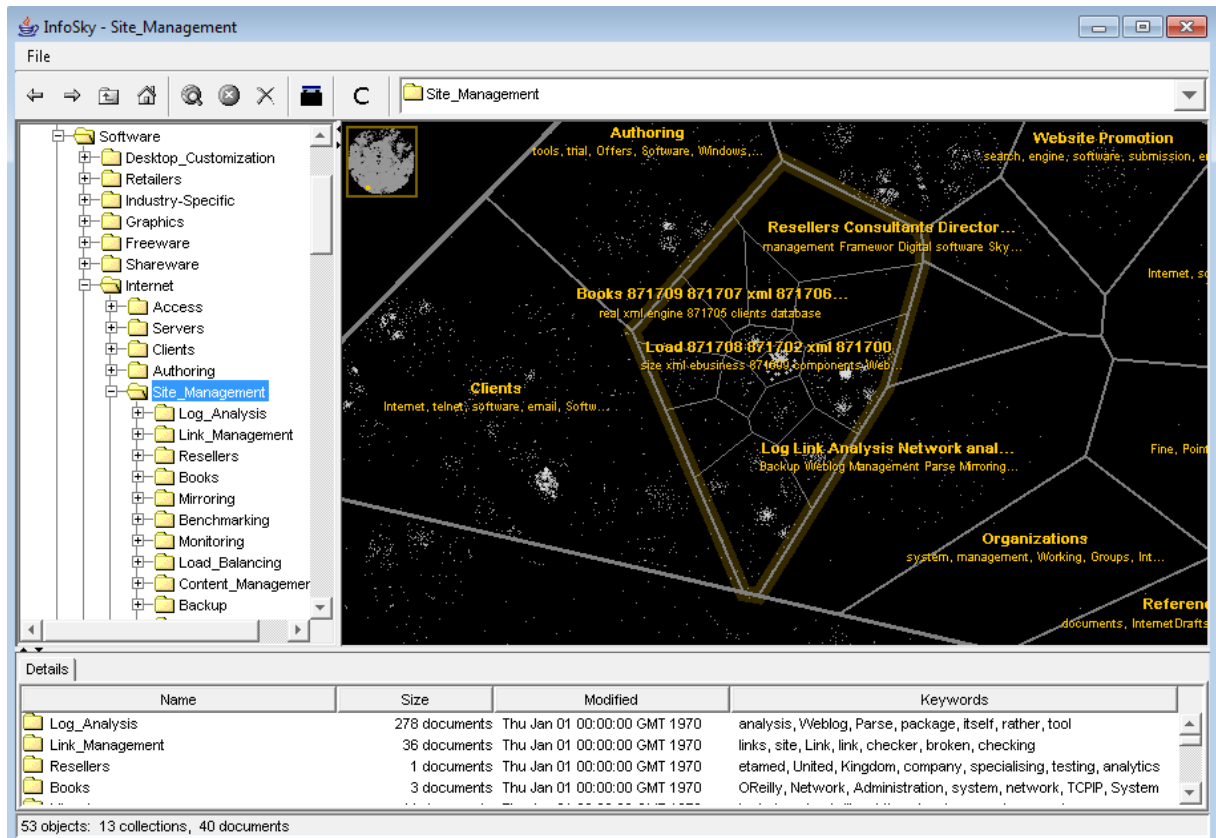 InfoSky - Site_Management
File
C
Site_Management
Software
Desktop_Customization
Retailers
Industry-Specific
Graphics
Freeware
Shareware
Internet
Access
Servers
Clients
Authoring
Site_Management
Log_Analysis
Link_Management
Resellers
Books
Mirroring
Benchmarking
Monitoring
Load_Balancing
Content_Managemer
Backup
Authoring
tools, trial, Offers, Software, Windows,...
Website Promotion
search, engine, software, submission, er
Resellers Consultants Director...
management Framewor Digital software Sky...
Internet, so
Books 871709 871707 xml 871706...
real xml engine 871705 clients database
Load 871708 871702 xml 871700
size xml ebusiness 871699 components Web...
Clients
Internet, telnet, software, email, Softw...
Log Link Analysis Network anal...
Backup Weblog Management Parse Mirroring...
Fine, Point
Organizations
system, management, Working, Groups, Int...
Referen
documents, InternetDrafts
Details
Name Size Modified Keywords
Log_Analysis 278 documents Thu Jan 01 00:00:00 GMT 1970 analysis, Weblog, Parse, package, itself, rather, tool
Link_Management 36 documents Thu Jan 01 00:00:00 GMT 1970 links, site, Link, link, checker, broken, checking
Resellers 1 documents Thu Jan 01 00:00:00 GMT 1970 etamed, United, Kingdom, company, specialising, testing, analytics
Books 3 documents Thu Jan 01 00:00:00 GMT 1970 OReilly, Network, Administration, system, network, TCPIP, System
53 objects: 13 collections, 40 documents